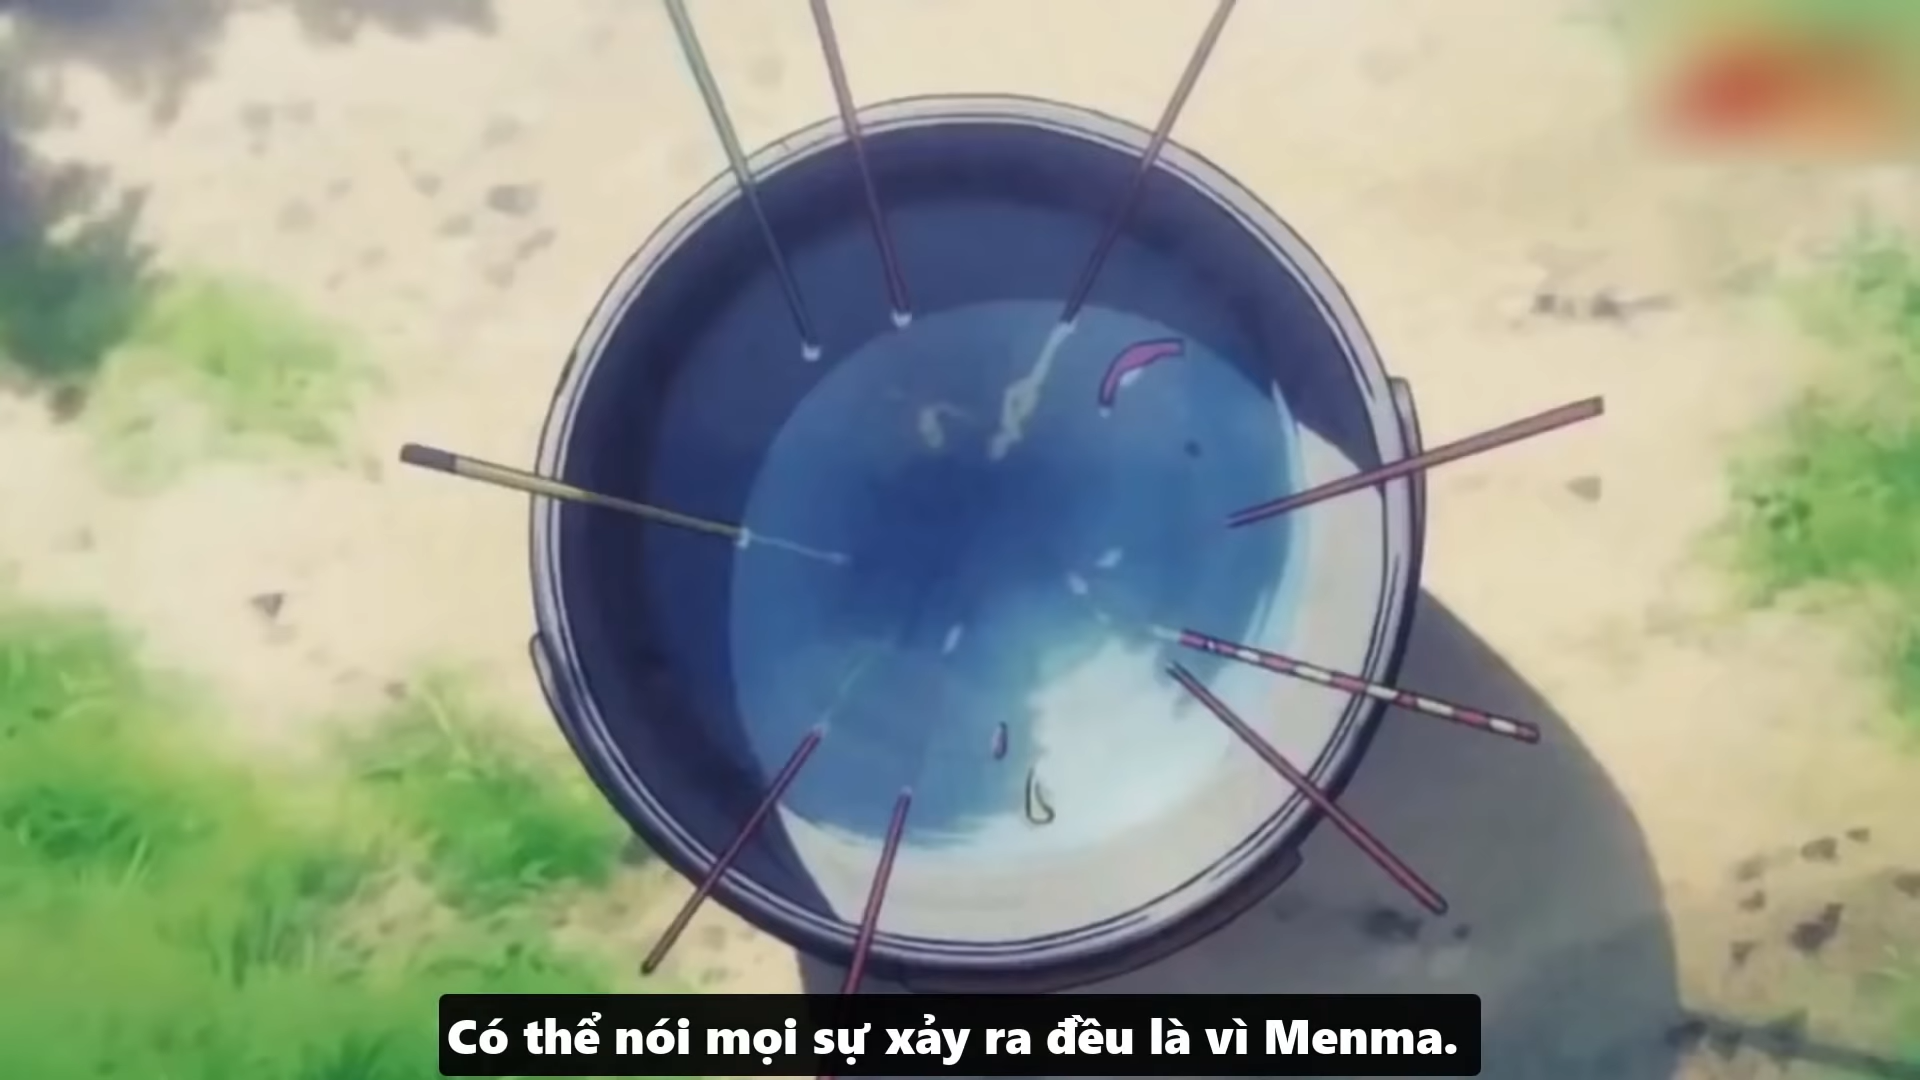 Có thể nói mọi sự xảy ra đều là vì Menma.